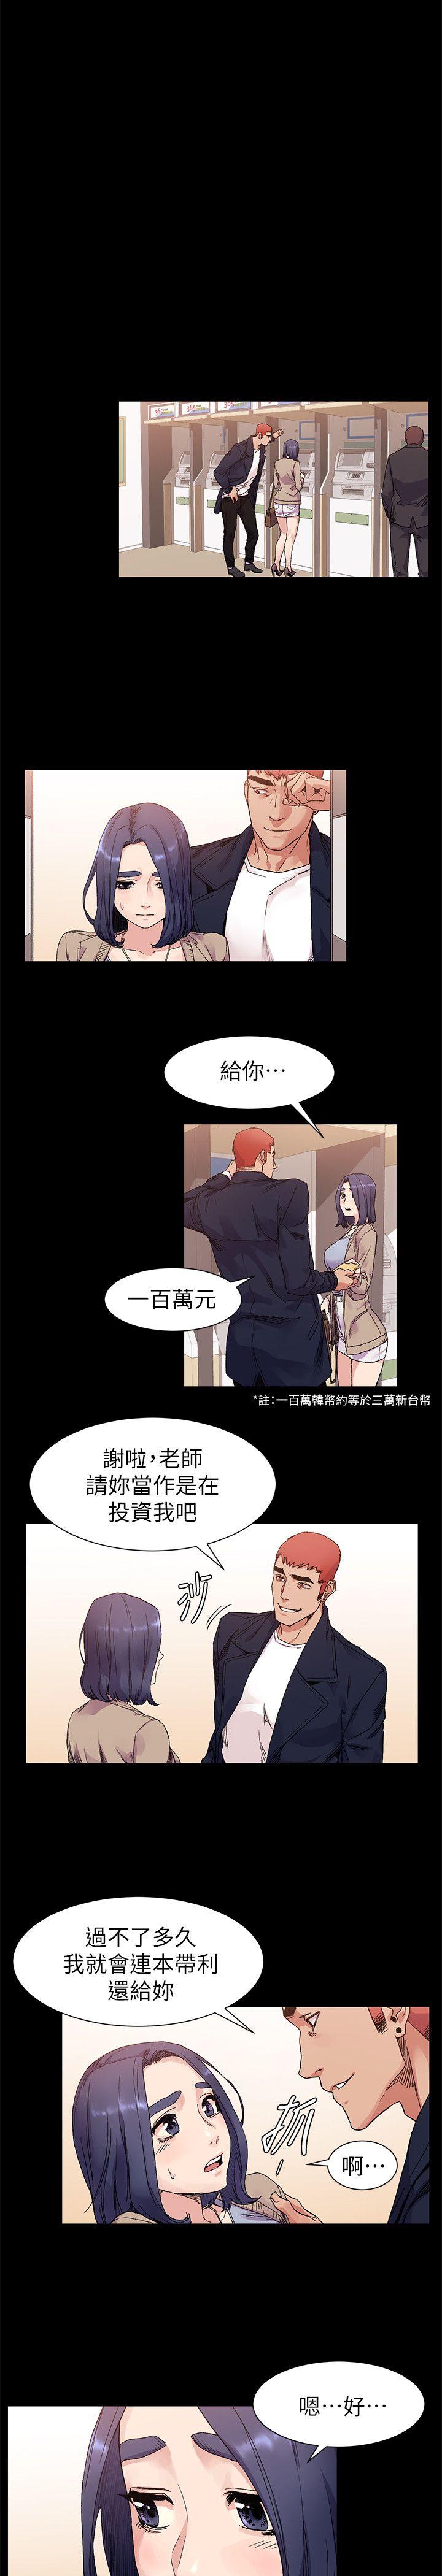 給你⋯
一百萬元
*註：一百萬韓幣約等於三萬新台幣
謝啦，老師
請妳當作是在
投資我吧
過不了多久
我就會連本帶利
還給妳
抓
啊⋯
嗯⋯好⋯